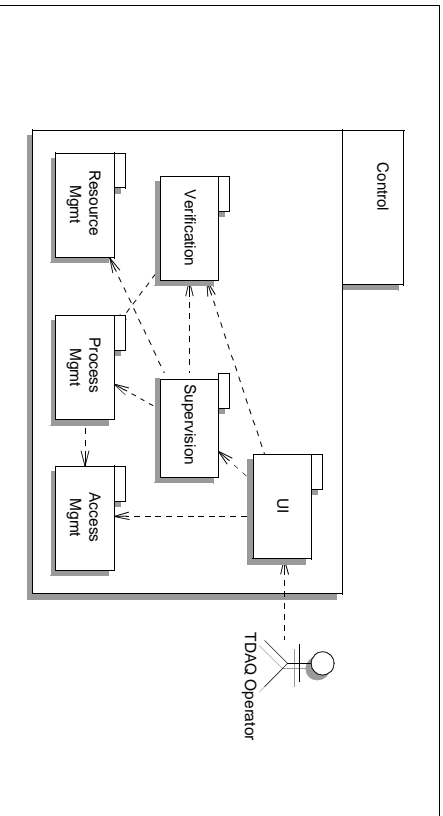 Control
TDAQ Operator
UI
Verification
Supervision
Resource
Mgmt
Process
Mgmt
Access
Mgmt